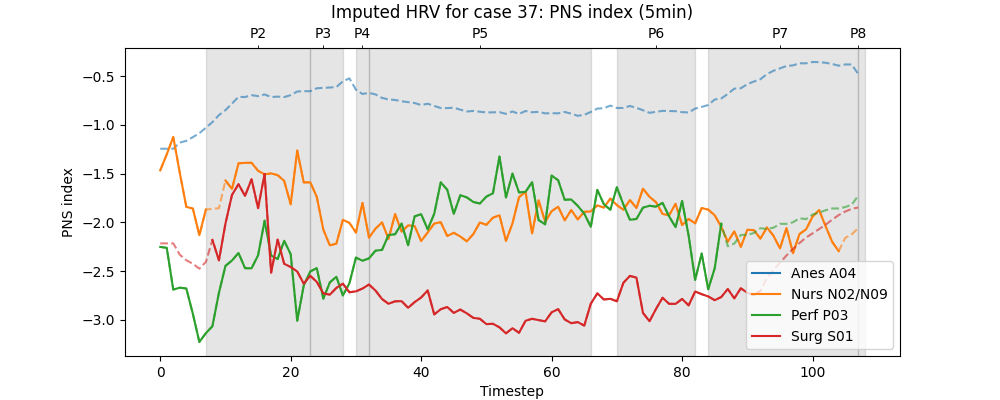 Imputed HRV for case 37: PNS index (5min)
P2 P3 P4 P5 P6 P7 P8
PNS index
−0.5
−1.0
−1.5
−2.0
−2.5
−3.0
Anes A04
Nurs N02/N09
Perf P03
Surg S01
0 20 40 60 80 100
Timestep